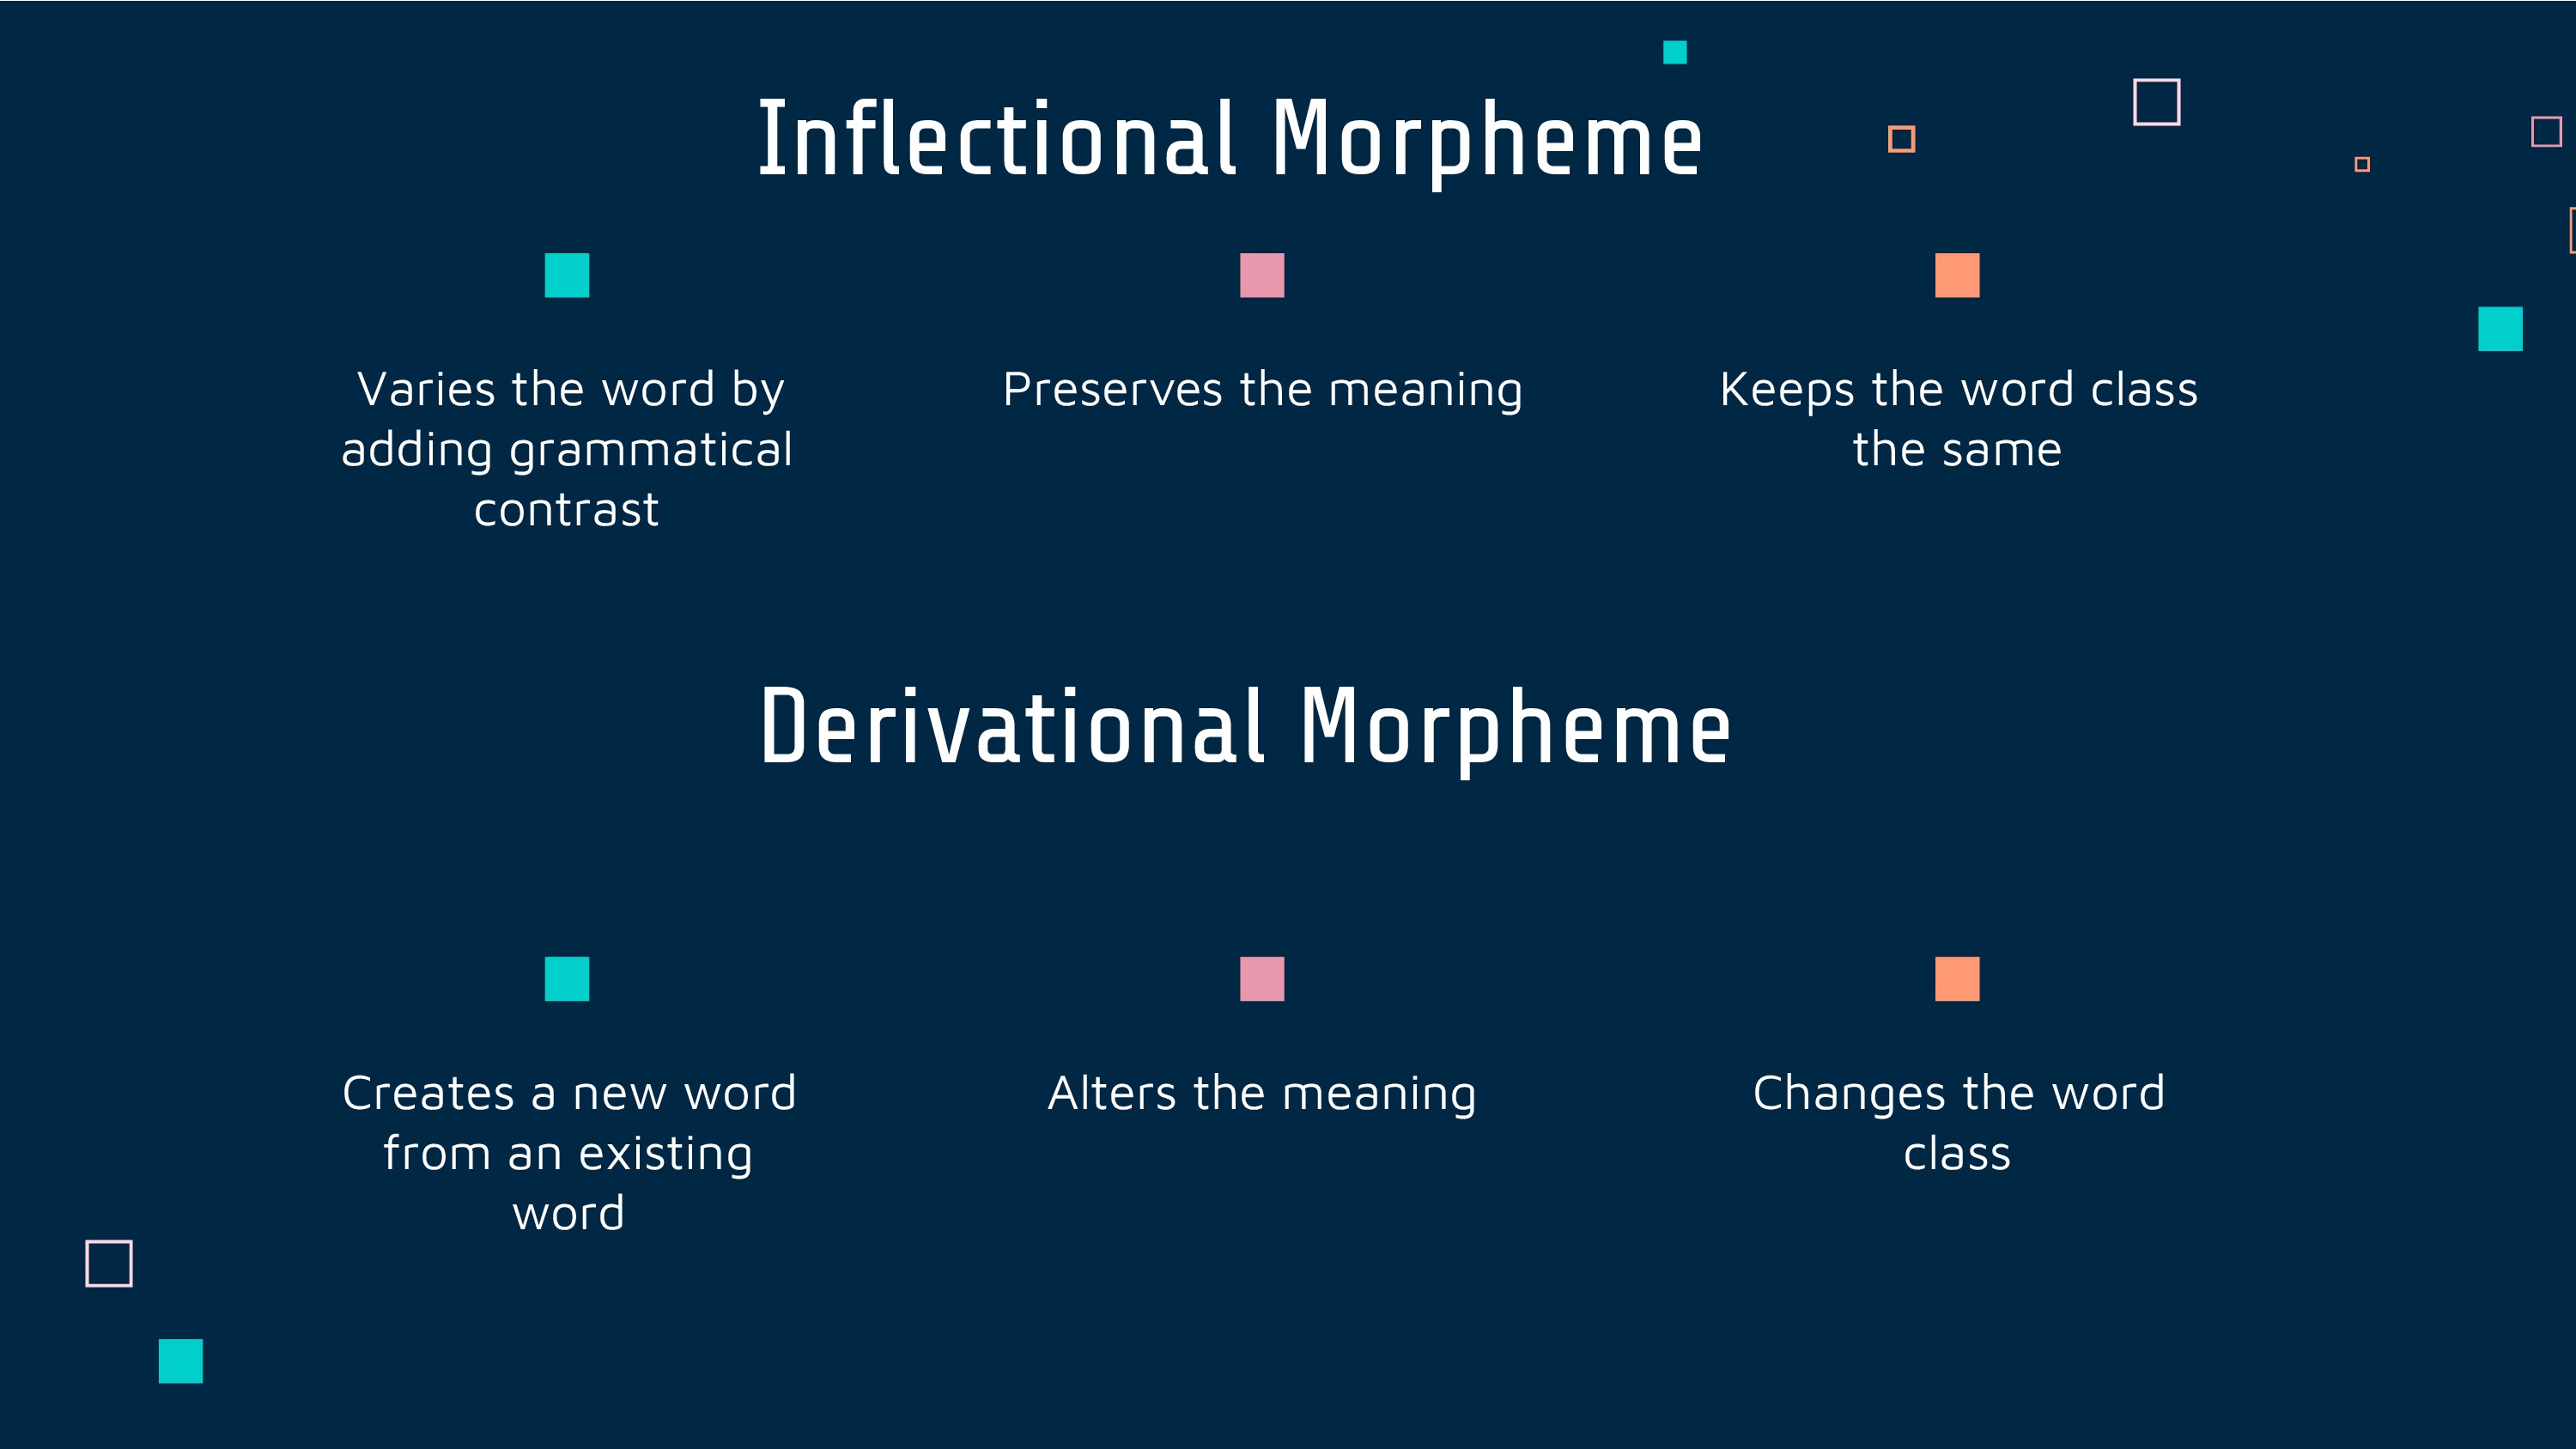 Inflectional Morpheme
Varies the word by
adding grammatical
contrast
Preserves the meaning
Keeps the word class
the same
Derivational Morpheme
Creates a new word
from an existing
word
Alters the meaning
Changes the word
class